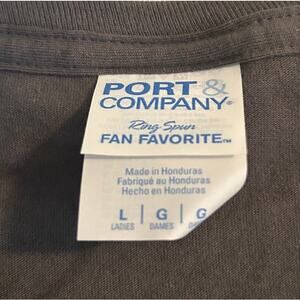 PORT &
COMPANY®
Ring Spun
FAN FAVORITE™
Made in Honduras
Fabriqué au Honduras
Hecho en Honduras
L | G | G
LADIES DAMES